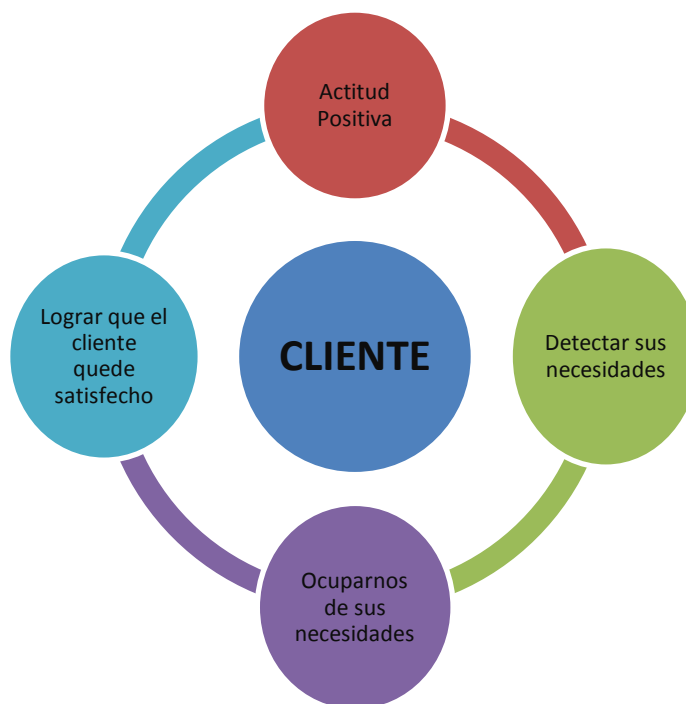 Actitud
Positiva
Lograr que el
cliente
quede
satisfecho
CLIENTE
Detectar sus
necesidades
Ocuparnos
de sus
necesidades